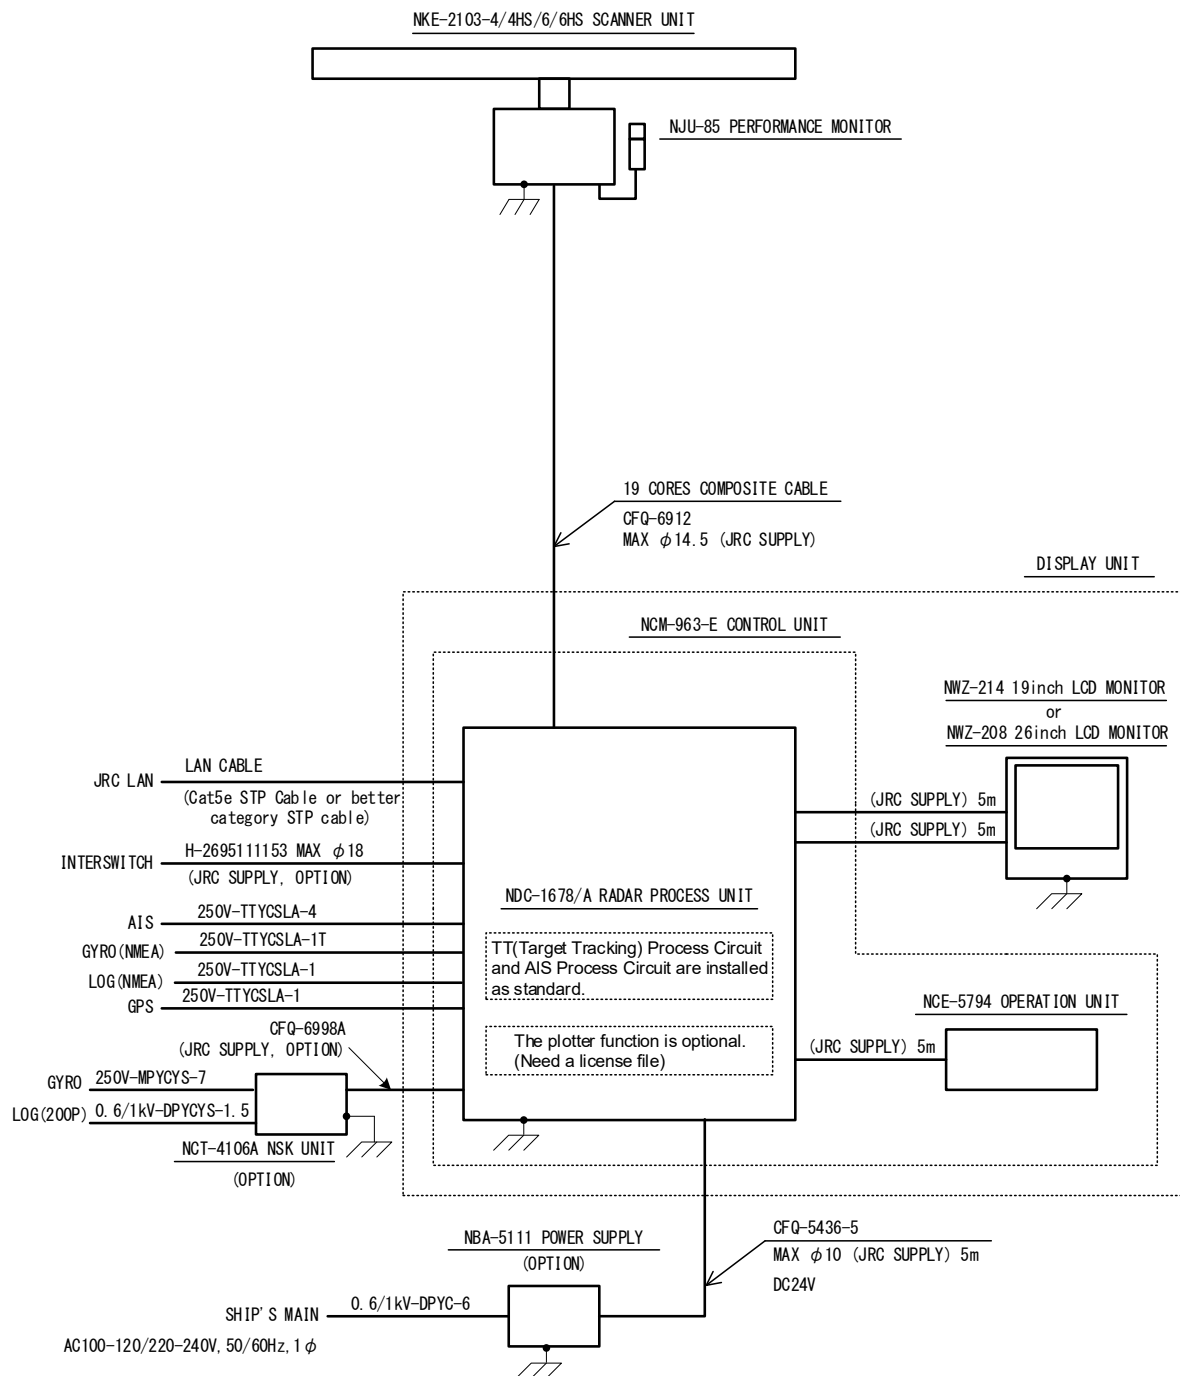 NKE-2103-4/4HS/6/6HS SCANNER UNIT
NJU-85 PERFORMANCE MONITOR
19 CORES COMPOSITE CABLE
CFQ-6912
MAX φ14.5 (JRC SUPPLY)
DISPLAY UNIT
NCM-963-E CONTROL UNIT
NWZ-214 19inch LCD MONITOR
or
NWZ-208 26inch LCD MONITOR
JRC LAN
LAN CABLE
(Cat5e STP Cable or better
category STP cable)
(JRC SUPPLY) 5m
(JRC SUPPLY) 5m
INTERSWITCH
H-2695111153 MAX φ18
(JRC SUPPLY, OPTION)
NDC-1678/A RADAR PROCESS UNIT
AIS
250V-TTYCSLA-4
GYRO(NMEA)
250V-TTYCSLA-1T
LOG(NMEA)
250V-TTYCSLA-1
GPS
250V-TTYCSLA-1
TT(Target Tracking) Process Circuit
and AIS Process Circuit are installed
as standard.
The plotter function is optional.
(Need a license file)
NCE-5794 OPERATION UNIT
(JRC SUPPLY) 5m
CFQ-6998A
(JRC SUPPLY, OPTION)
GYRO
250V-MPYCYS-7
LOG(200P)
0.6/1kV-DPYCYS-1.5
NCT-4106A NSK UNIT
(OPTION)
NBA-5111 POWER SUPPLY
(OPTION)
CFQ-5436-5
MAX φ10 (JRC SUPPLY) 5m
DC24V
SHIP'S MAIN
0.6/1kV-DPYC-6
AC100-120/220-240V, 50/60Hz, 1φ